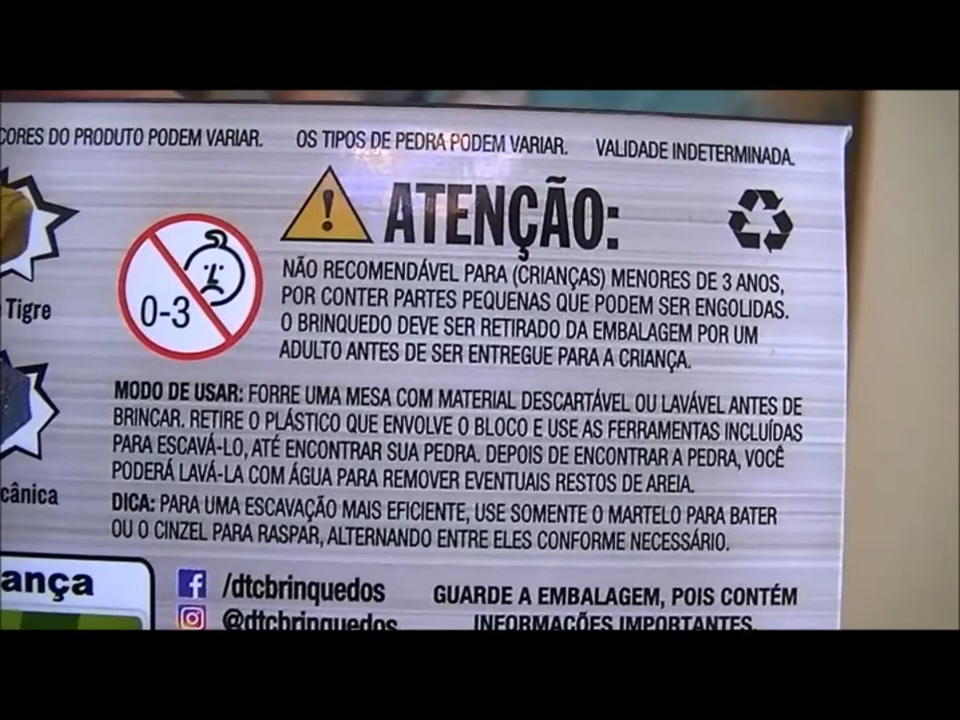 CORES DO PRODUTO PODEM VARIAR. OS TIPOS DE PEDRA PODEM VARIAR. VALIDADE INDETERMINADA.
ATENÇÃO:
0-3
NÃO RECOMENDÁVEL PARA (CRIANÇAS) MENORES DE 3 ANOS,
POR CONTER PARTES PEQUENAS QUE PODEM SER ENGOLIDAS.
O BRINQUEDO DEVE SER RETIRADO DA EMBALAGEM POR UM
ADULTO ANTES DE SER ENTREGUE PARA A CRIANÇA.
Tigre
MODO DE USAR: FORRE UMA MESA COM MATERIAL DESCARTÁVEL OU LAVÁVEL ANTES DE
BRINCAR. RETIRE O PLÁSTICO QUE ENVOLVE O BLOCO E USE AS FERRAMENTAS INCLUÍDAS
PARA ESCAVÁ-LO, ATÉ ENCONTRAR SUA PEDRA. DEPOIS DE ENCONTRAR A PEDRA, VOCÊ
PODERÁ LAVÁ-LA COM ÁGUA PARA REMOVER EVENTUAIS RESTOS DE AREIA.
cânica
DICA: PARA UMA ESCAVAÇÃO MAIS EFICIENTE, USE SOMENTE O MARTELO PARA BATER
OU O CINZEL PARA RASPAR, ALTERNANDO ENTRE ELES CONFORME NECESSÁRIO.
ança
/dtcbrinquedos
@dtcbrinquedos
GUARDE A EMBALAGEM, POIS CONTÉM
INFORMAÇÕES IMPORTANTES.